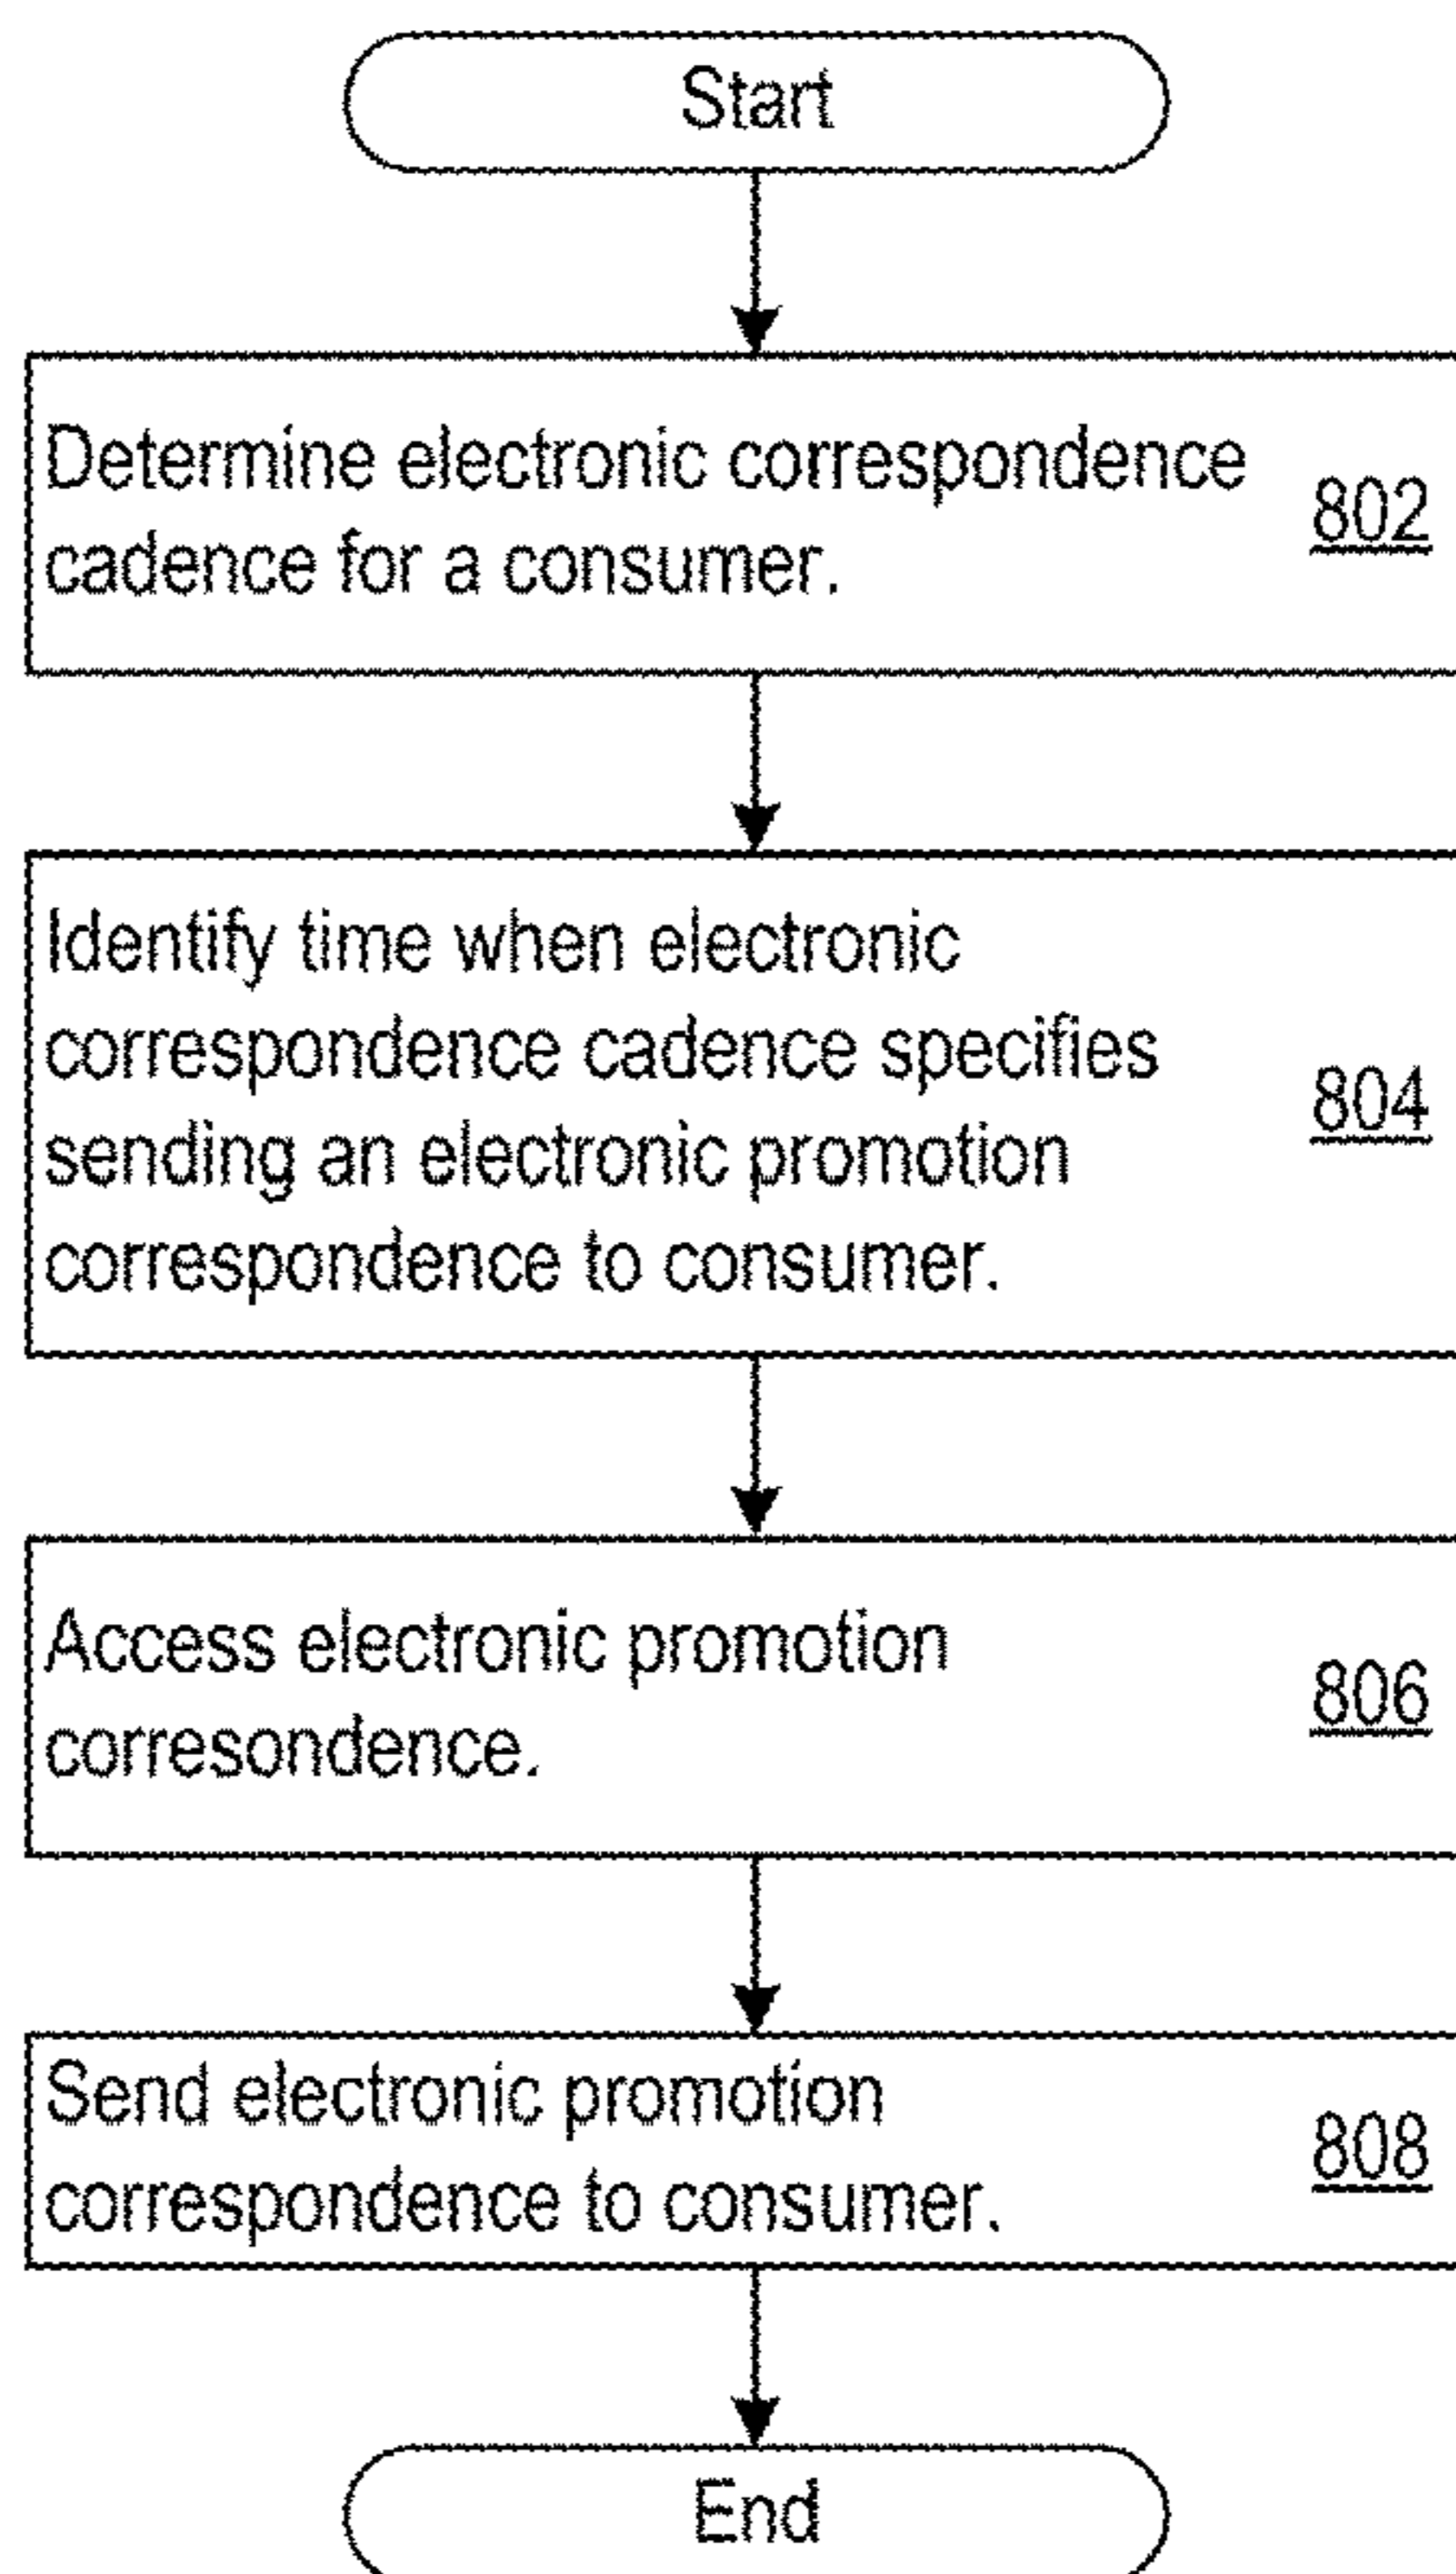 Start
Determine electronic correspondence
cadence for a consumer.
802
Identify time when electronic
correspondence cadence specifies
sending an electronic promotion
correspondence to consumer.
804
Access electronic promotion
corresondence.
806
Send electronic promotion
correspondence to consumer.
808
End